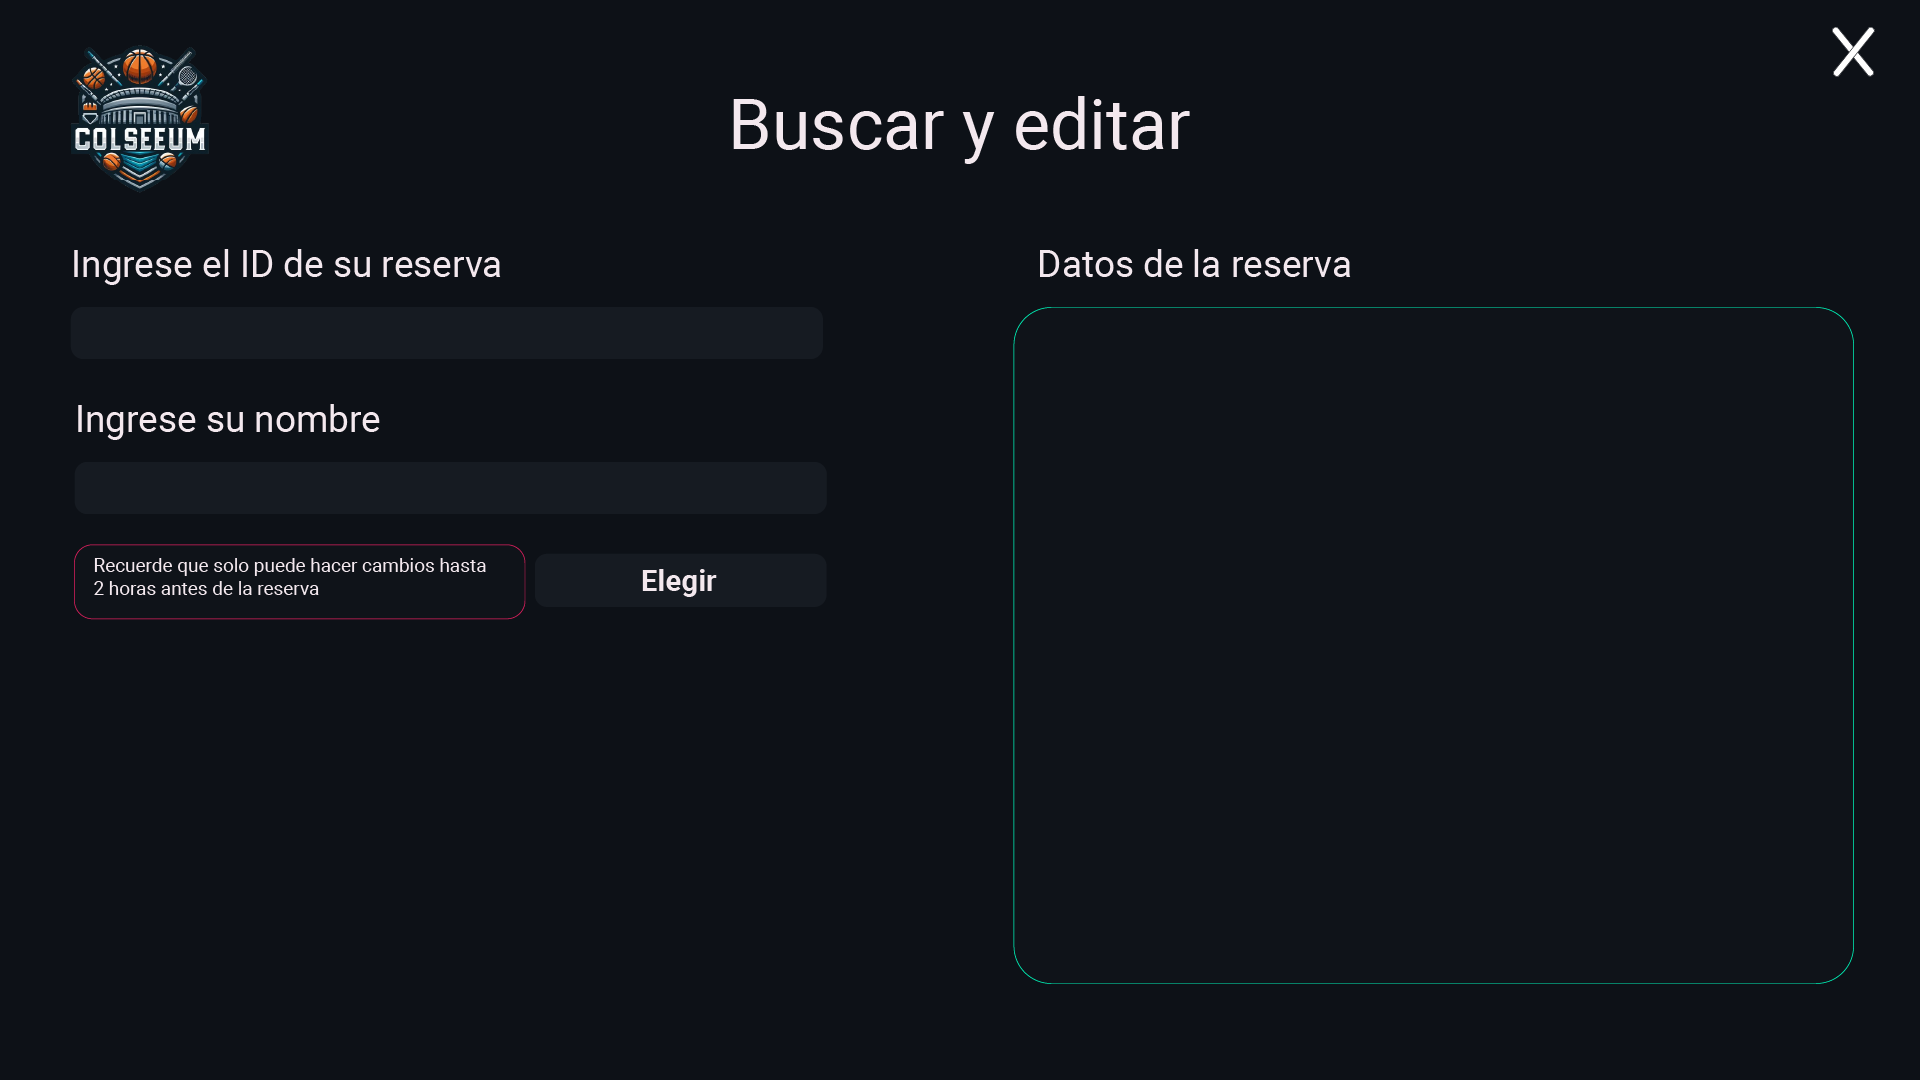 COLSEEUM
Buscar y editar
Ingrese el ID de su reserva
Ingrese su nombre
Recuerde que solo puede hacer cambios hasta
2 horas antes de la reserva
Elegir
Datos de la reserva